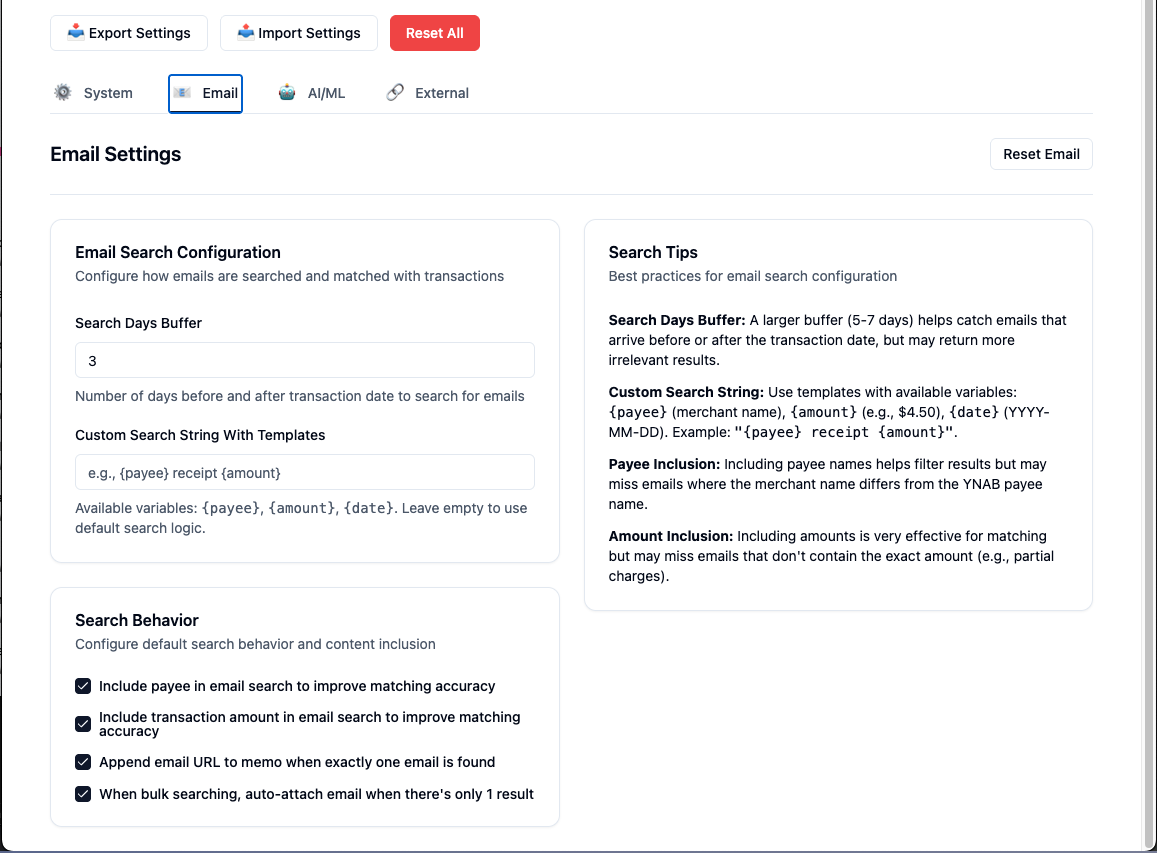 Export Settings
Import Settings
Reset All
System
Email
AI/ML
External
Email Settings
Reset Email
Email Search Configuration
Configure how emails are searched and matched with transactions
Search Days Buffer
3
Number of days before and after transaction date to search for emails
Custom Search String With Templates
e.g., {payee} receipt {amount}
Available variables: {payee}, {amount}, {date}. Leave empty to use
default search logic.
Search Behavior
Configure default search behavior and content inclusion
Include payee in email search to improve matching accuracy
Include transaction amount in email search to improve matching
accuracy
Append email URL to memo when exactly one email is found
When bulk searching, auto-attach email when there's only 1 result
Search Tips
Best practices for email search configuration
Search Days Buffer: A larger buffer (5-7 days) helps catch emails that
arrive before or after the transaction date, but may return more
irrelevant results.
Custom Search String: Use templates with available variables:
{payee} (merchant name), {amount} (e.g., $4.50), {date} (YYYY-
MM-DD). Example: "{payee} receipt {amount}".
Payee Inclusion: Including payee names helps filter results but may
miss emails where the merchant name differs from the YNAB payee
name.
Amount Inclusion: Including amounts is very effective for matching
but may miss emails that don't contain the exact amount (e.g., partial
charges).